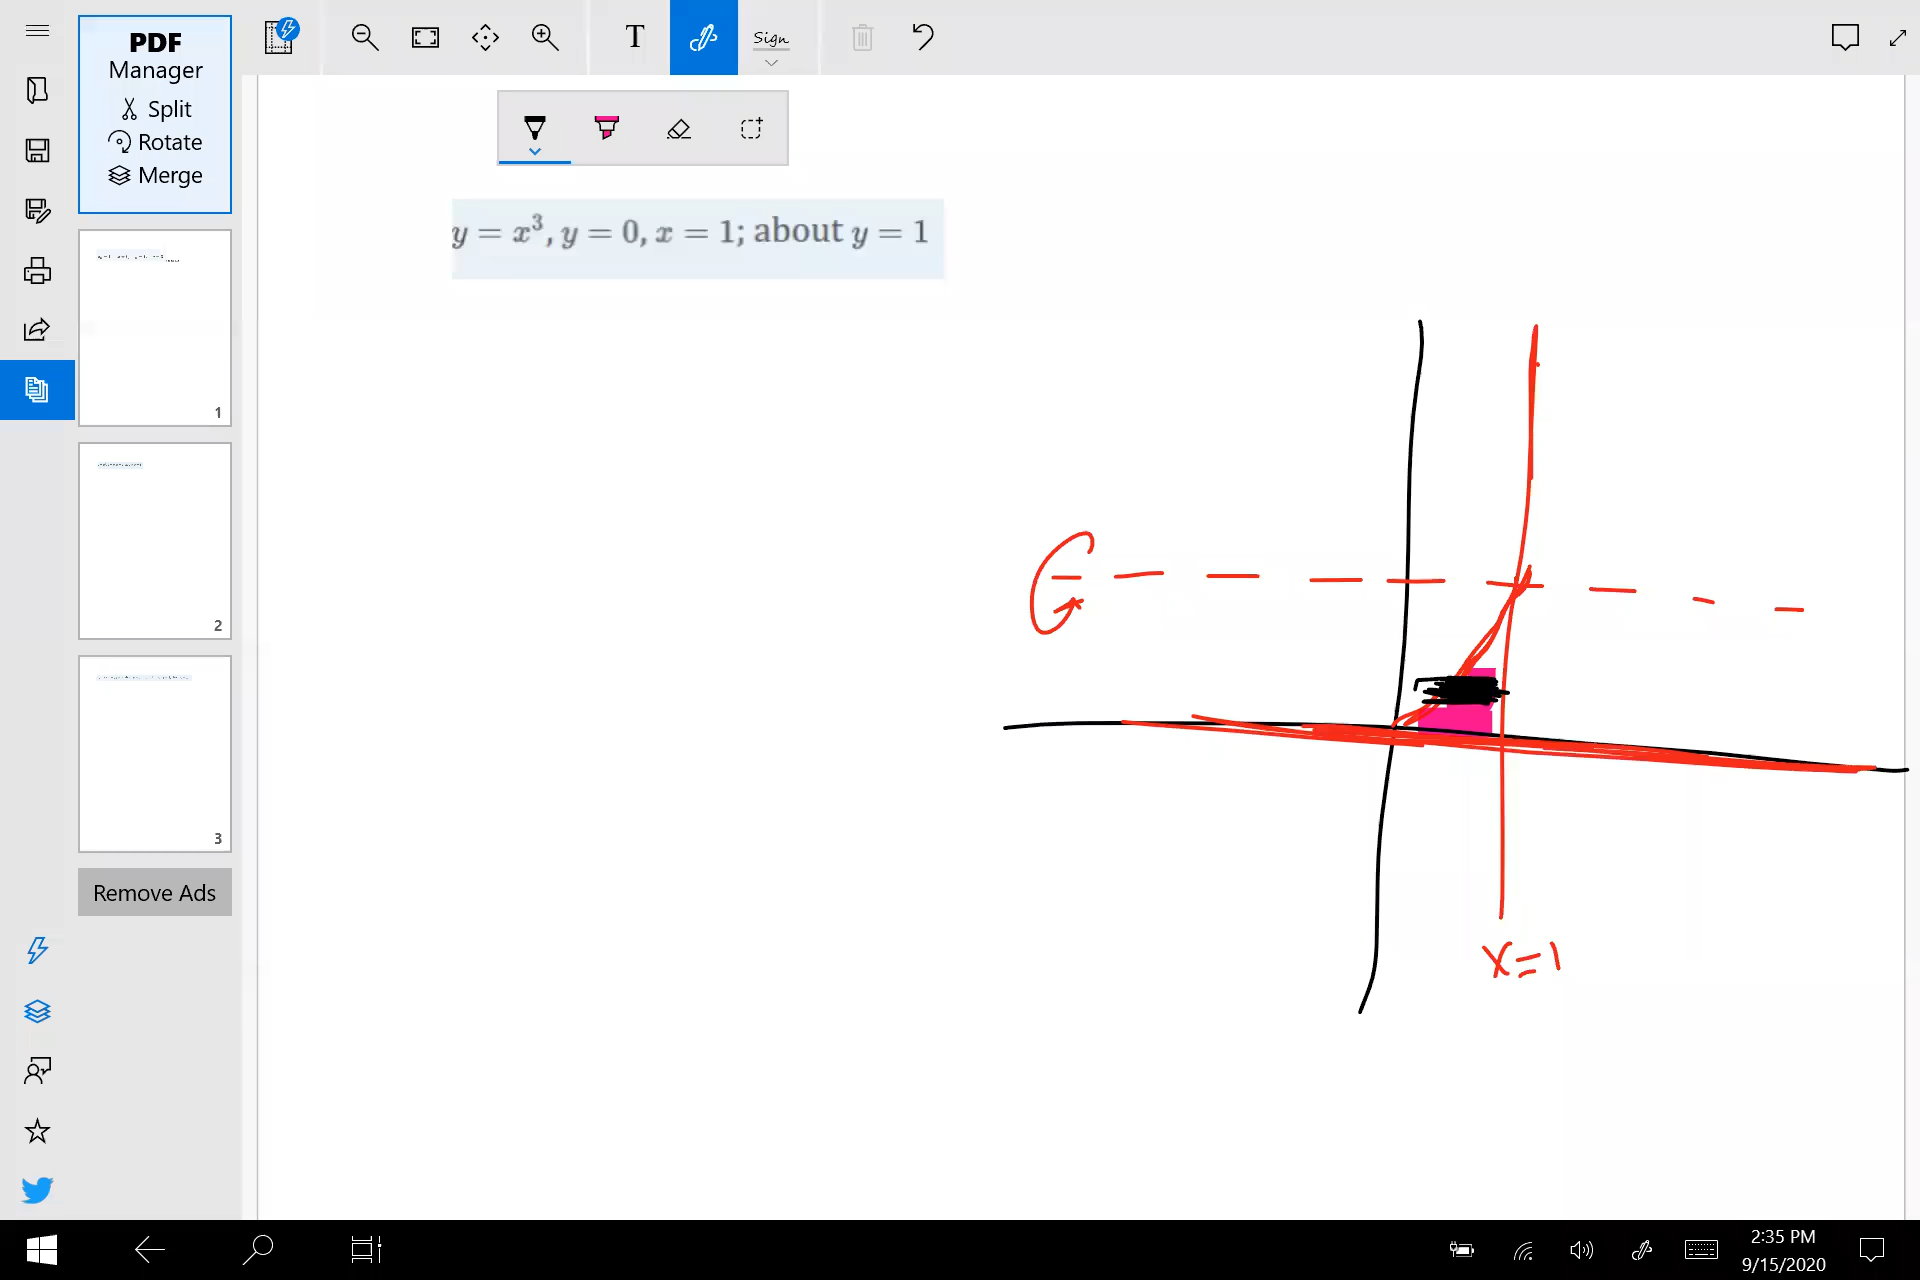 PDF
Manager
Split
Rotate
Merge
T
Sign
y = x³, y = 0, x = 1; about y = 1
1
2
3
Remove Ads
x=1
2:35 PM
9/15/2020